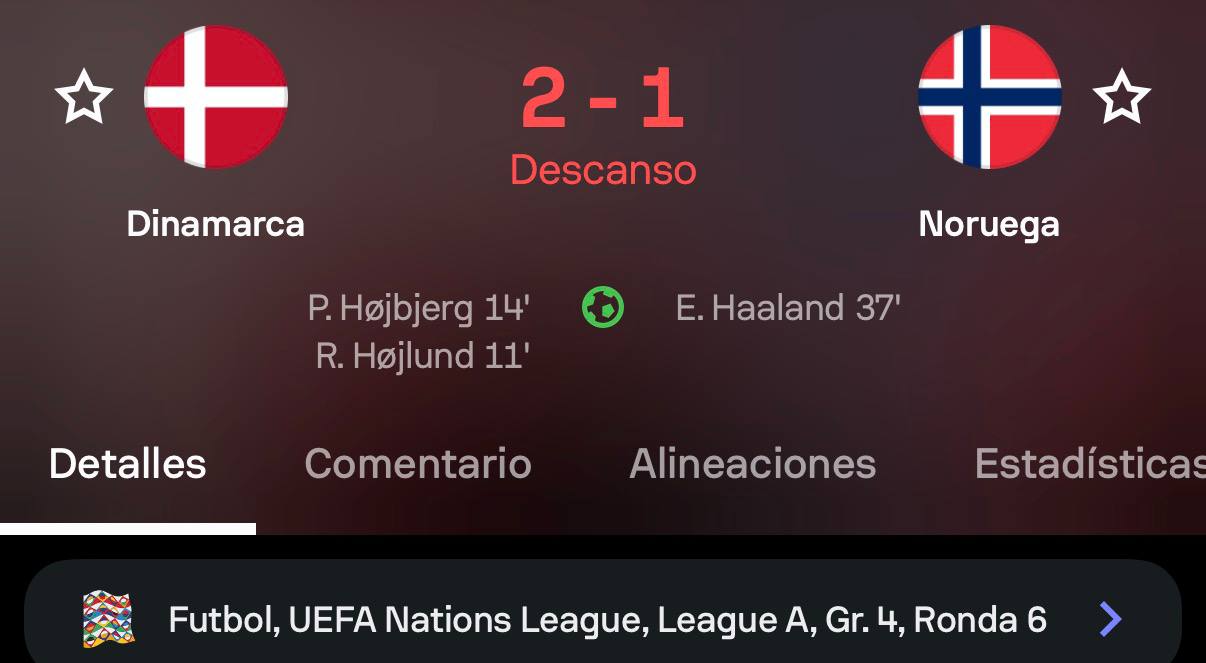 2 - 1
Descanso
Dinamarca
Noruega
P. Højbjerg 14'
E. Haaland 37'
R. Højlund 11'
Detalles
Comentario
Alineaciones
Estadísticas
Futbol, UEFA Nations League, League A, Gr. 4, Ronda 6